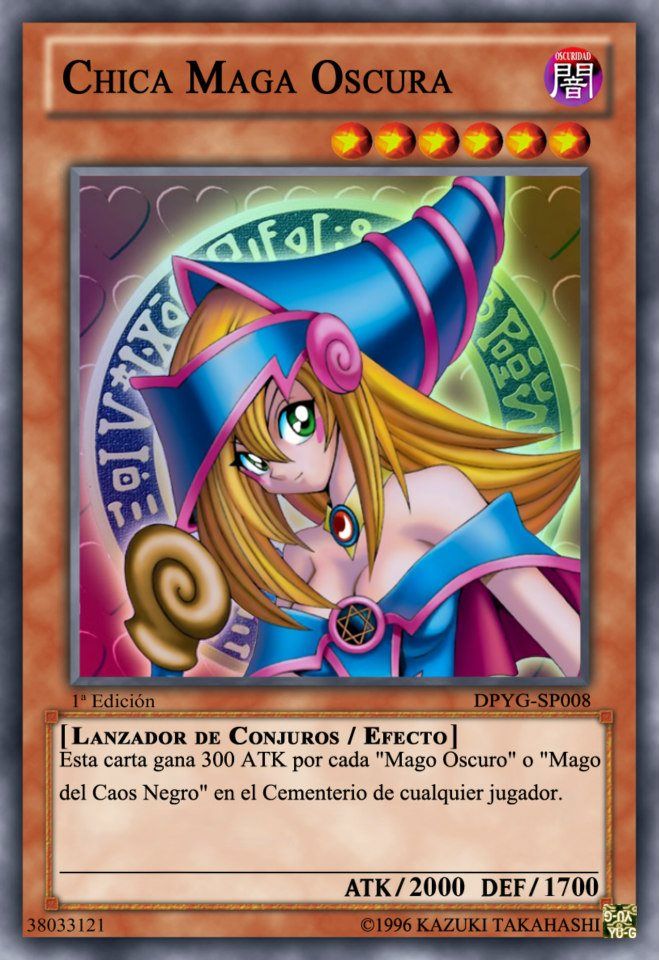 Chica Maga Oscura
OSCURIDAD
闇
1ª Edición
DPYG-SP008
[Lanzador de Conjuros / Efecto]
Esta carta gana 300 ATK por cada "Mago Oscuro" o "Mago
del Caos Negro" en el Cementerio de cualquier jugador.
ATK/2000 DEF/1700
38033121
©1996 KAZUKI TAKAHASHI